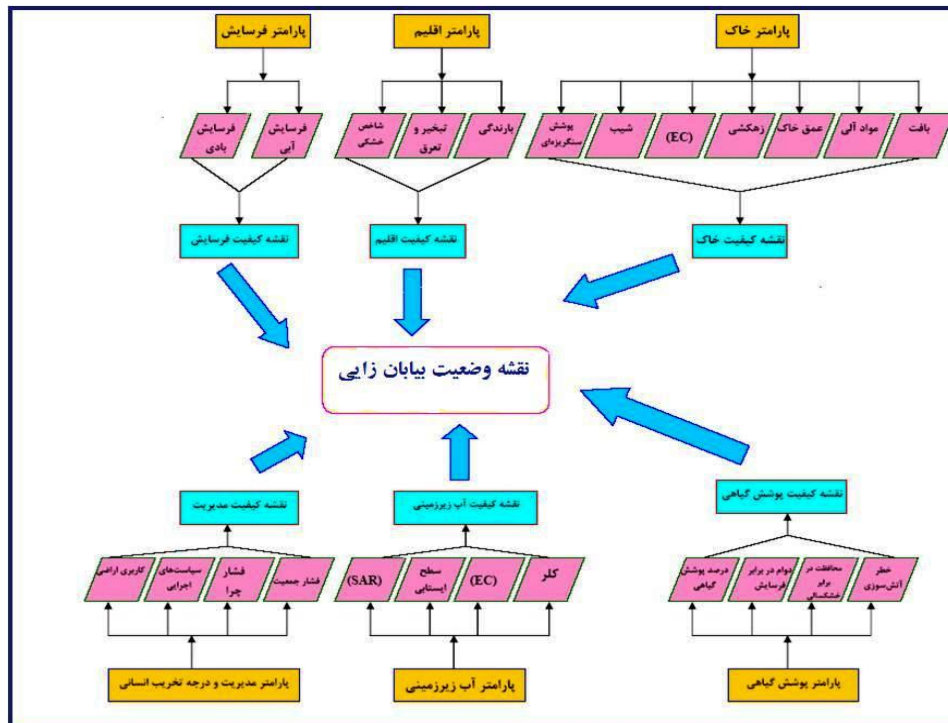 پارامتر خاک
پارامتر اقلیم
پارامتر فرسایش
بافت
مواد آلی
عمق خاک
زهکشی
(EC)
شیب
پوشش
سنگریزه‌ای
بارندگی
تبخیر و
تعرق
شاخص
خشکی
فرسایش
آبی
فرسایش
بادی
نقشه کیفیت خاک
نقشه کیفیت اقلیم
نقشه کیفیت فرسایش
نقشه وضعیت بیابان زایی
نقشه کیفیت پوشش گیاهی
نقشه کیفیت آب زیرزمینی
نقشه کیفیت مدیریت
خطر
آتش‌سوزی
محافظت در
برابر
خشکسالی
دوام در برابر
فرسایش
درصد پوشش
گیاهی
کلر
(EC)
سطح
ایستابی
(SAR)
فشار جمعیت
فشار
چرا
سیاست‌های
اجرایی
کاربری اراضی
پارامتر پوشش گیاهی
پارامتر آب زیرزمینی
پارامتر مدیریت و درجه تخریب انسانی